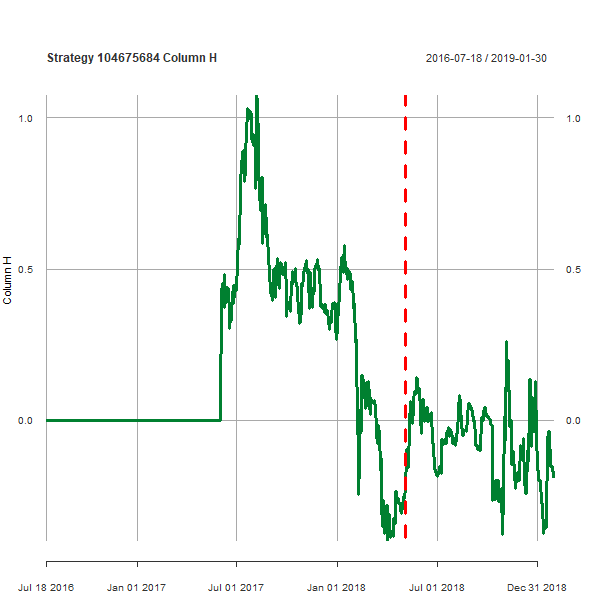 Strategy 104675684 Column H
2016-07-18 / 2019-01-30
1.0
1.0
0.5
0.5
0.0
0.0
Column H
Jul 18 2016
Jan 01 2017
Jul 01 2017
Jan 01 2018
Jul 01 2018
Dec 31 2018